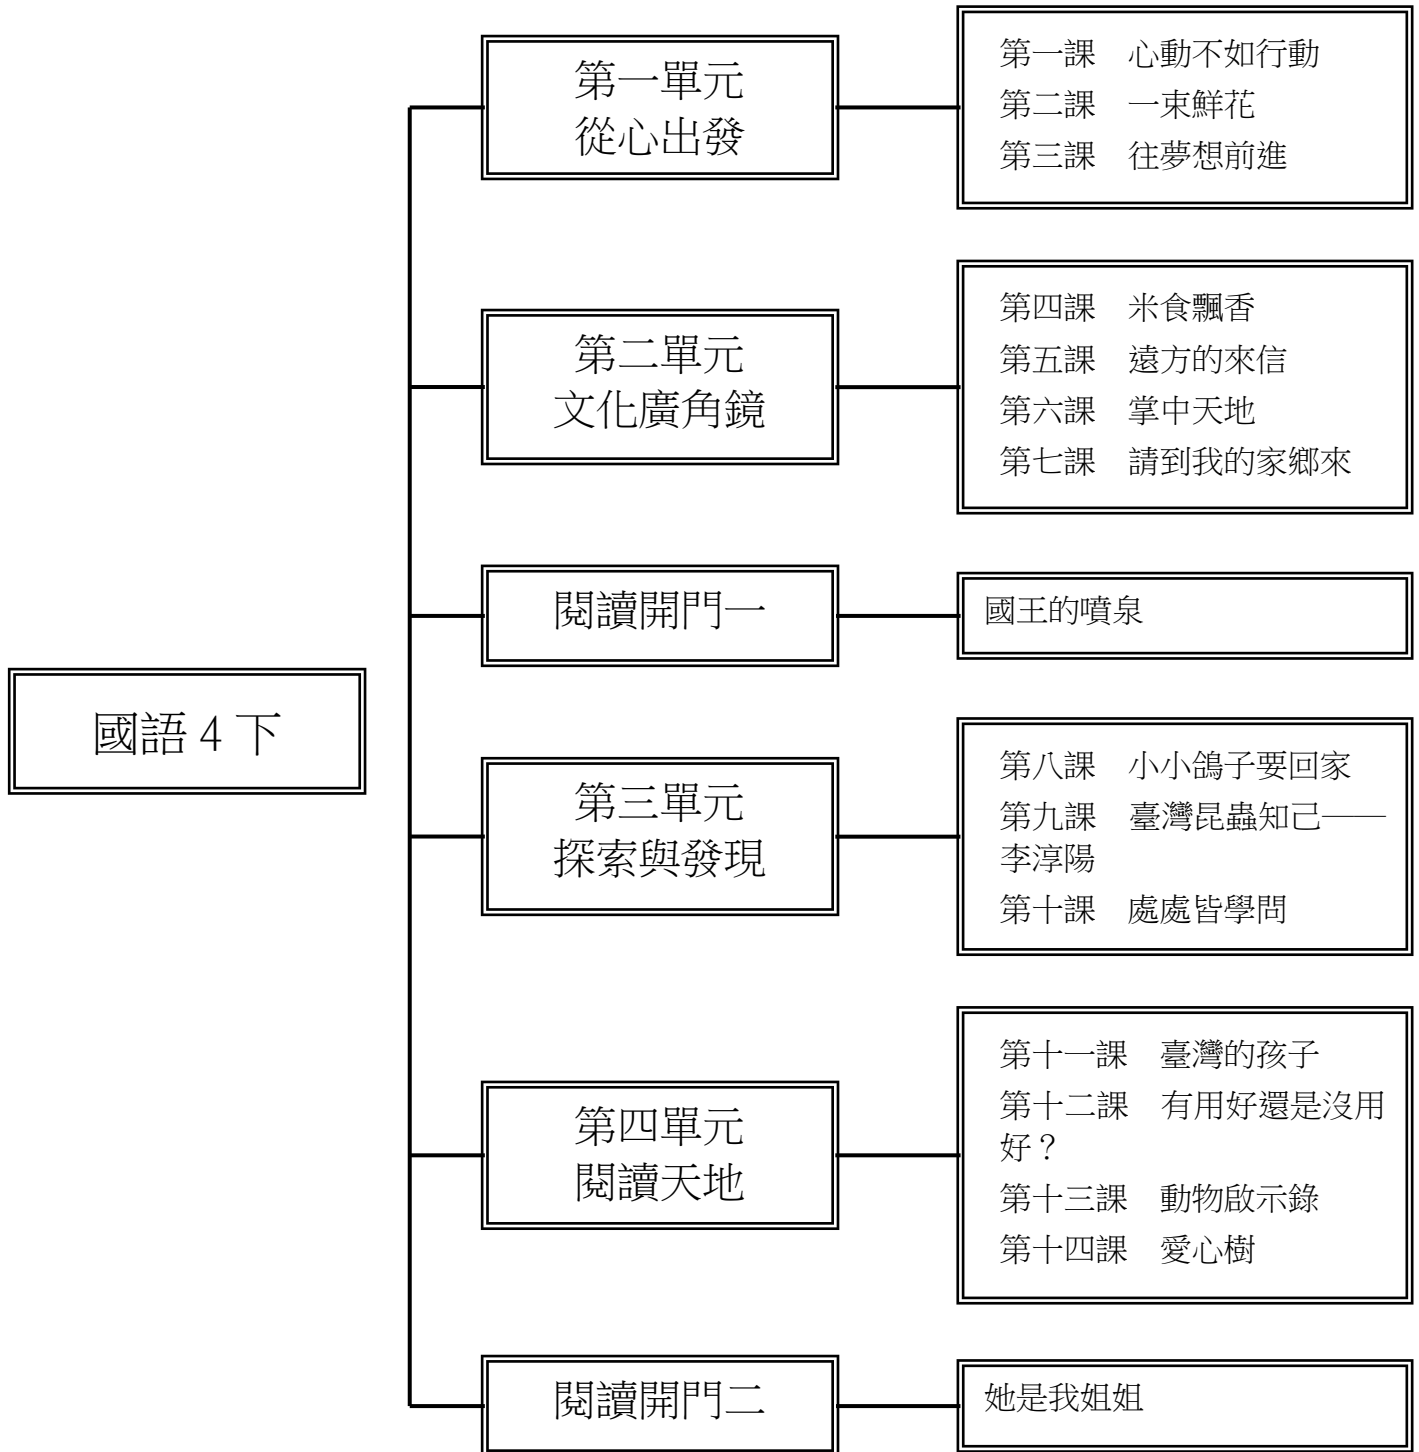 第一單元
從心出發
第一課　心動不如行動
第二課　一束鮮花
第三課　往夢想前進
第二單元
文化廣角鏡
第四課　米食飄香
第五課　遠方的來信
第六課　掌中天地
第七課　請到我的家鄉來
閱讀開門一
國王的噴泉
國語 4 下
第三單元
探索與發現
第八課　小小鴿子要回家
第九課　臺灣昆蟲知己——
李淳陽
第十課　處處皆學問
第四單元
閱讀天地
第十一課　臺灣的孩子
第十二課　有用好還是沒用
好？
第十三課　動物啟示錄
第十四課　愛心樹
閱讀開門二
她是我姐姐